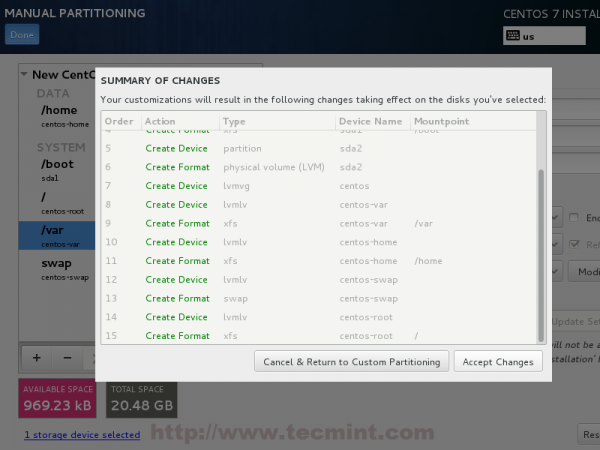 MANUAL PARTITIONING
CENTOS 7 INSTAL
Done
us
New CentO
DATA
/home
centos-home
SYSTEM
/boot
sda1
/
centos-root
/var
centos-var
swap
centos-swap
SUMMARY OF CHANGES
Your customizations will result in the following changes taking effect on the disks you've selected:
Order Action Type Device Name Mountpoint
4 Create Format xfs sda1 /boot
5 Create Device partition sda2
6 Create Format physical volume (LVM) sda2
7 Create Device lvmvg centos
8 Create Device lvmlv centos-var
9 Create Format xfs centos-var /var
10 Create Device lvmlv centos-home
11 Create Format xfs centos-home /home
12 Create Device lvmlv centos-swap
13 Create Format swap centos-swap
14 Create Device lvmlv centos-root
15 Create Format xfs centos-root /
Cancel & Return to Custom Partitioning
Accept Changes
Enc
Ref
Modi
Update Set
will not be a
nstallation'
+ −
AVAILABLE SPACE
969.23 kB
TOTAL SPACE
20.48 GB
1 storage device selected
http://www.tecmint.com
Res